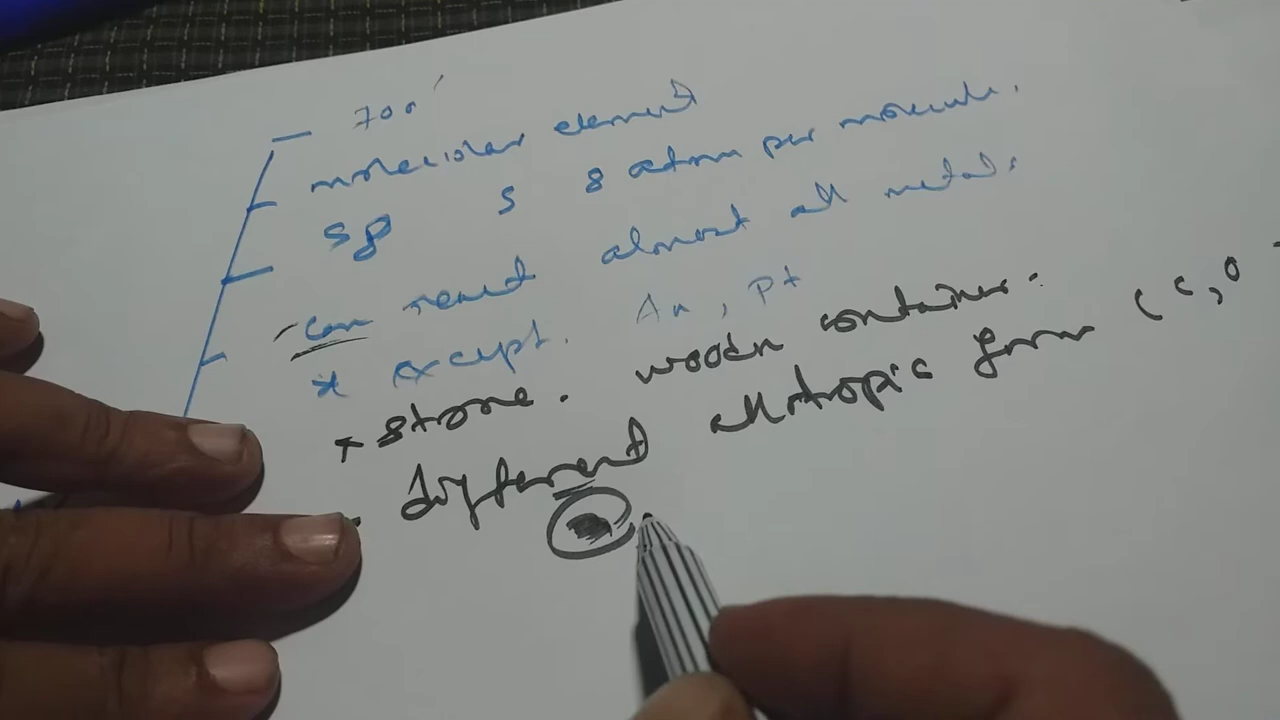 700'
molecular element
S8 S 8 atom per molecule.
can react almost all metals
* except. Au, Pt
* stone. wooden container.
. different allotropic form ( C, O